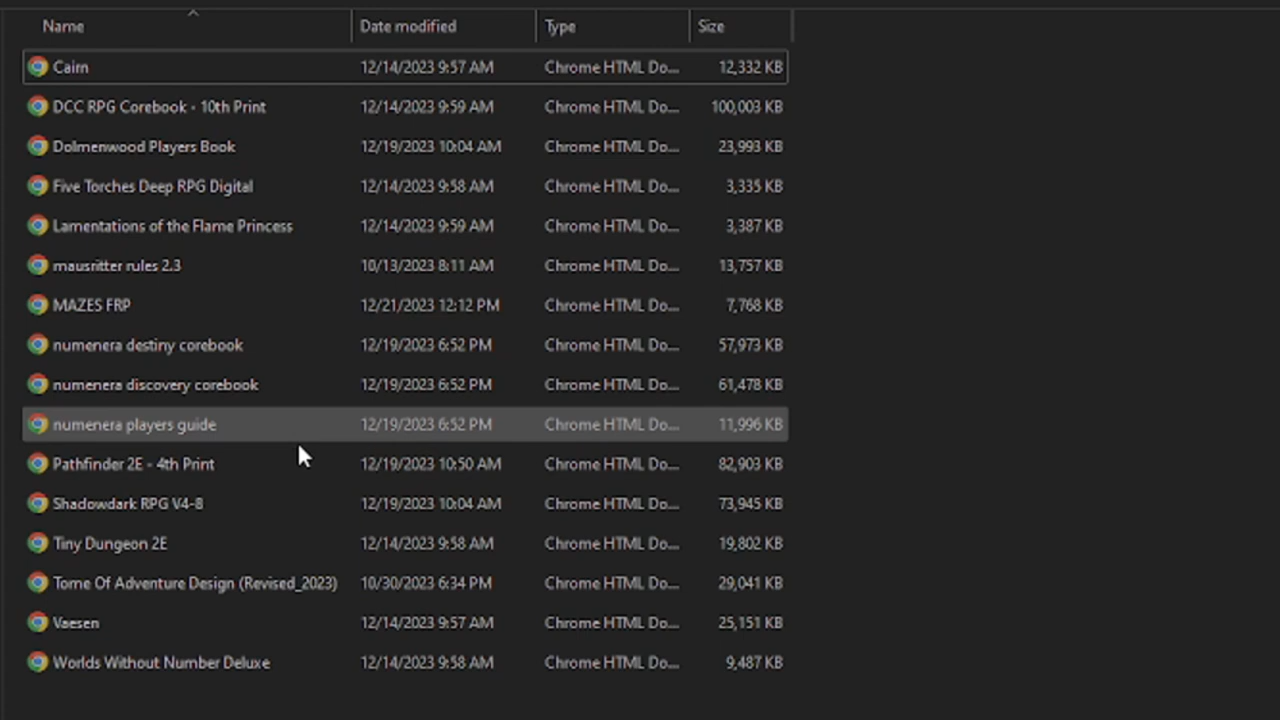 Name Date modified Type Size
Cairn 12/14/2023 9:57 AM Chrome HTML Do... 12,332 KB
DCC RPG Corebook - 10th Print 12/14/2023 9:59 AM Chrome HTML Do... 100,003 KB
Dolmenwood Players Book 12/19/2023 10:04 AM Chrome HTML Do... 23,993 KB
Five Torches Deep RPG Digital 12/14/2023 9:58 AM Chrome HTML Do... 3,335 KB
Lamentations of the Flame Princess 12/14/2023 9:59 AM Chrome HTML Do... 3,387 KB
mausritter rules 2.3 10/13/2023 8:11 AM Chrome HTML Do... 13,757 KB
MAZES FRP 12/21/2023 12:12 PM Chrome HTML Do... 7,768 KB
numenera destiny corebook 12/19/2023 6:52 PM Chrome HTML Do... 57,973 KB
numenera discovery corebook 12/19/2023 6:52 PM Chrome HTML Do... 61,478 KB
numenera players guide 12/19/2023 6:52 PM Chrome HTML Do... 11,996 KB
Pathfinder 2E - 4th Print 12/19/2023 10:50 AM Chrome HTML Do... 82,903 KB
Shadowdark RPG V4-8 12/19/2023 10:04 AM Chrome HTML Do... 73,945 KB
Tiny Dungeon 2E 12/14/2023 9:58 AM Chrome HTML Do... 19,802 KB
Tome Of Adventure Design (Revised_2023) 10/30/2023 6:34 PM Chrome HTML Do... 29,041 KB
Vaesen 12/14/2023 9:57 AM Chrome HTML Do... 25,151 KB
Worlds Without Number Deluxe 12/14/2023 9:58 AM Chrome HTML Do... 9,487 KB